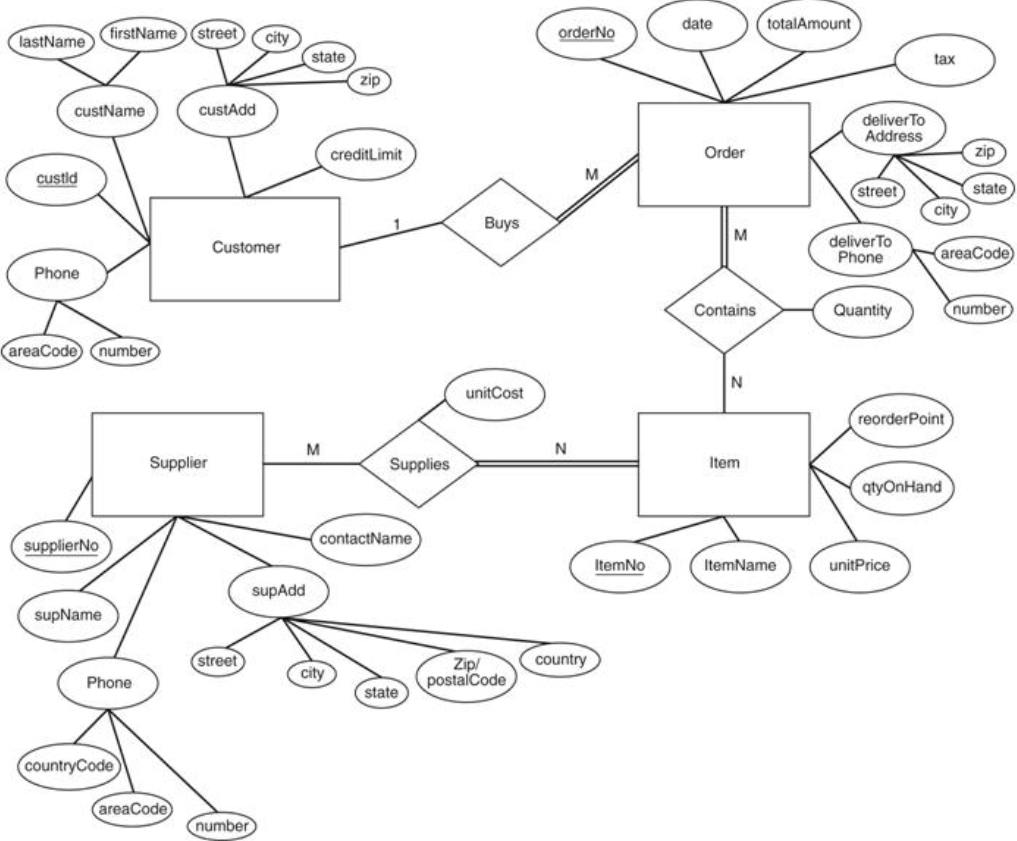 lastName
firstName
street
city
state
zip
custName
custAdd
creditLimit
custId
Customer
Phone
areaCode
number
1
Buys
M
orderNo
date
totalAmount
tax
Order
deliverTo
Address
zip
state
street
city
deliverTo
Phone
areaCode
number
M
Contains
Quantity
N
unitCost
Supplier
M
Supplies
N
Item
reorderPoint
qtyOnHand
unitPrice
ItemNo
ItemName
supplierNo
contactName
supName
supAdd
street
city
state
Zip/
postalCode
country
Phone
countryCode
areaCode
number